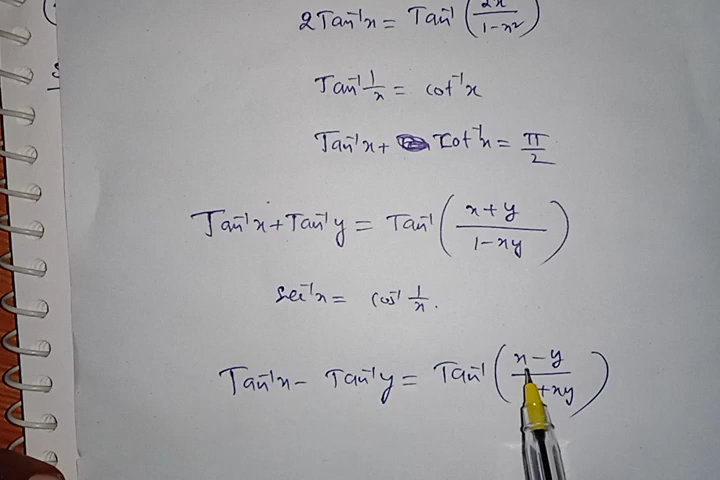 2Tan⁻¹x = Tan⁻¹(2x/1-x²)
Tan⁻¹ 1/x = cot⁻¹x
Tan⁻¹x + cot⁻¹x = π/2
Tan⁻¹x + Tan⁻¹y = Tan⁻¹(x+y/1-xy)
sec⁻¹x = cos⁻¹ 1/x.
Tan⁻¹x - Tan⁻¹y = Tan⁻¹(x-y/+xy)